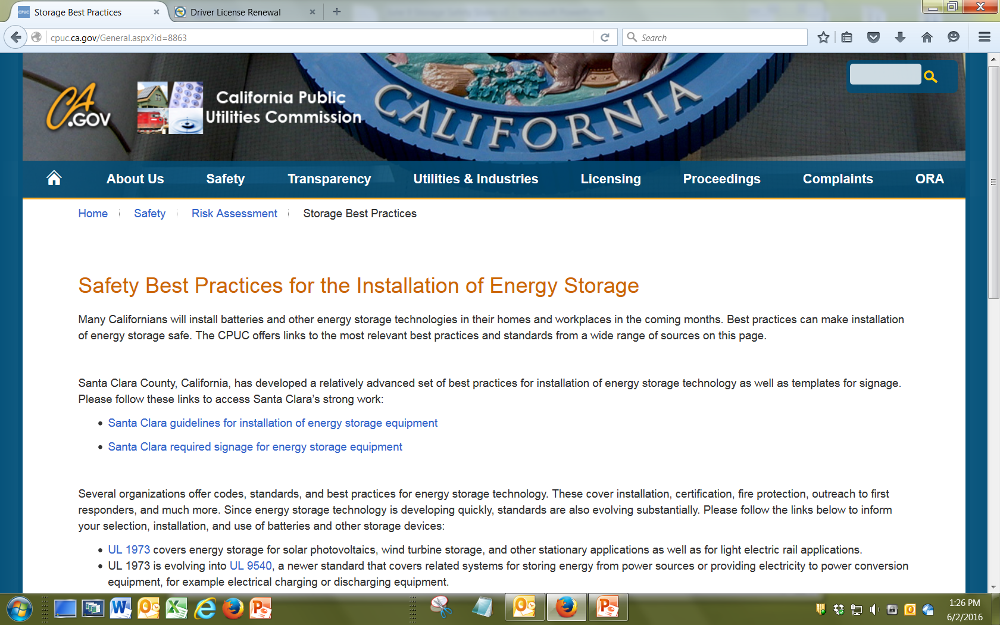 CPUC Storage Best Practices
Driver License Renewal
cpuc.ca.gov/General.aspx?id=8863
Search
CA.GOV
California Public
Utilities Commission
CALIFORNIA
About Us Safety Transparency Utilities & Industries Licensing Proceedings Complaints ORA
Home Safety Risk Assessment Storage Best Practices
Safety Best Practices for the Installation of Energy Storage
Many Californians will install batteries and other energy storage technologies in their homes and workplaces in the coming months. Best practices can make installation
of energy storage safe. The CPUC offers links to the most relevant best practices and standards from a wide range of sources on this page.
Santa Clara County, California, has developed a relatively advanced set of best practices for installation of energy storage technology as well as templates for signage.
Please follow these links to access Santa Clara’s strong work:
• Santa Clara guidelines for installation of energy storage equipment
• Santa Clara required signage for energy storage equipment
Several organizations offer codes, standards, and best practices for energy storage technology. These cover installation, certification, fire protection, outreach to first
responders, and much more. Since energy storage technology is developing quickly, standards are also evolving substantially. Please follow the links below to inform
your selection, installation, and use of batteries and other storage devices:
• UL 1973 covers energy storage for solar photovoltaics, wind turbine storage, and other stationary applications as well as for light electric rail applications.
• UL 1973 is evolving into UL 9540, a newer standard that covers related systems for storing energy from power sources or providing electricity to power conversion
equipment, for example electrical charging or discharging equipment.
1:26 PM
6/2/2016